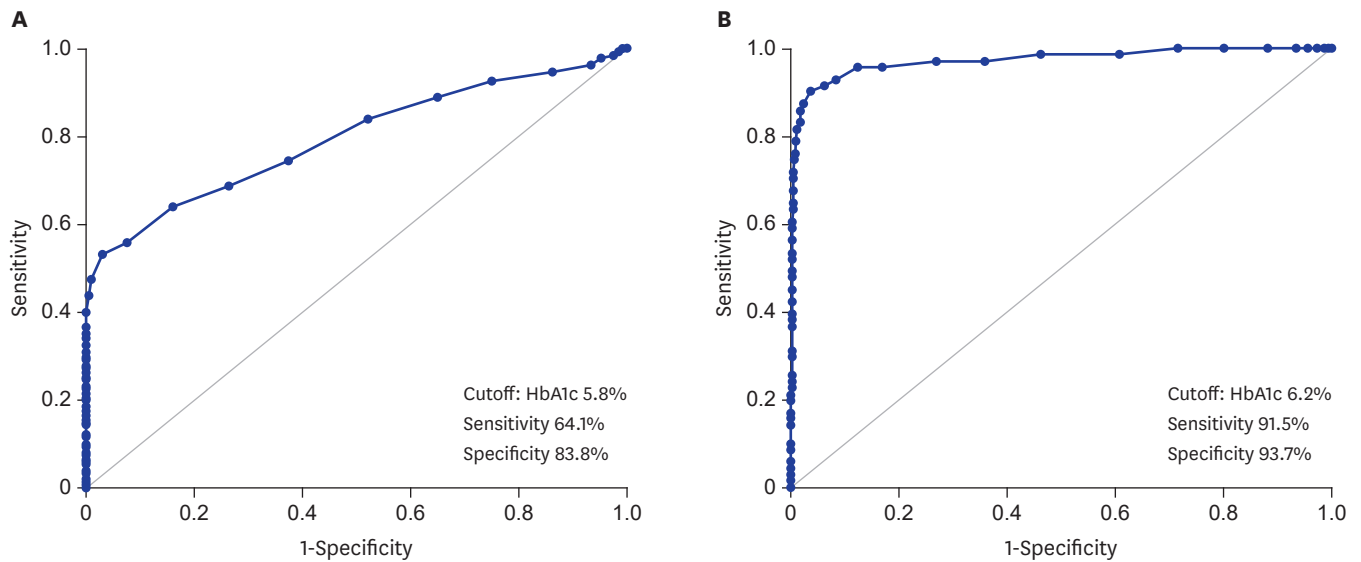 A
1.0
0.8
0.6
0.4
0.2
0
Sensitivity
Cutoff: HbA1c 5.8%
Sensitivity 64.1%
Specificity 83.8%
0 0.2 0.4 0.6 0.8 1.0
1-Specificity
B
1.0
0.8
0.6
0.4
0.2
0
Sensitivity
Cutoff: HbA1c 6.2%
Sensitivity 91.5%
Specificity 93.7%
0 0.2 0.4 0.6 0.8 1.0
1-Specificity